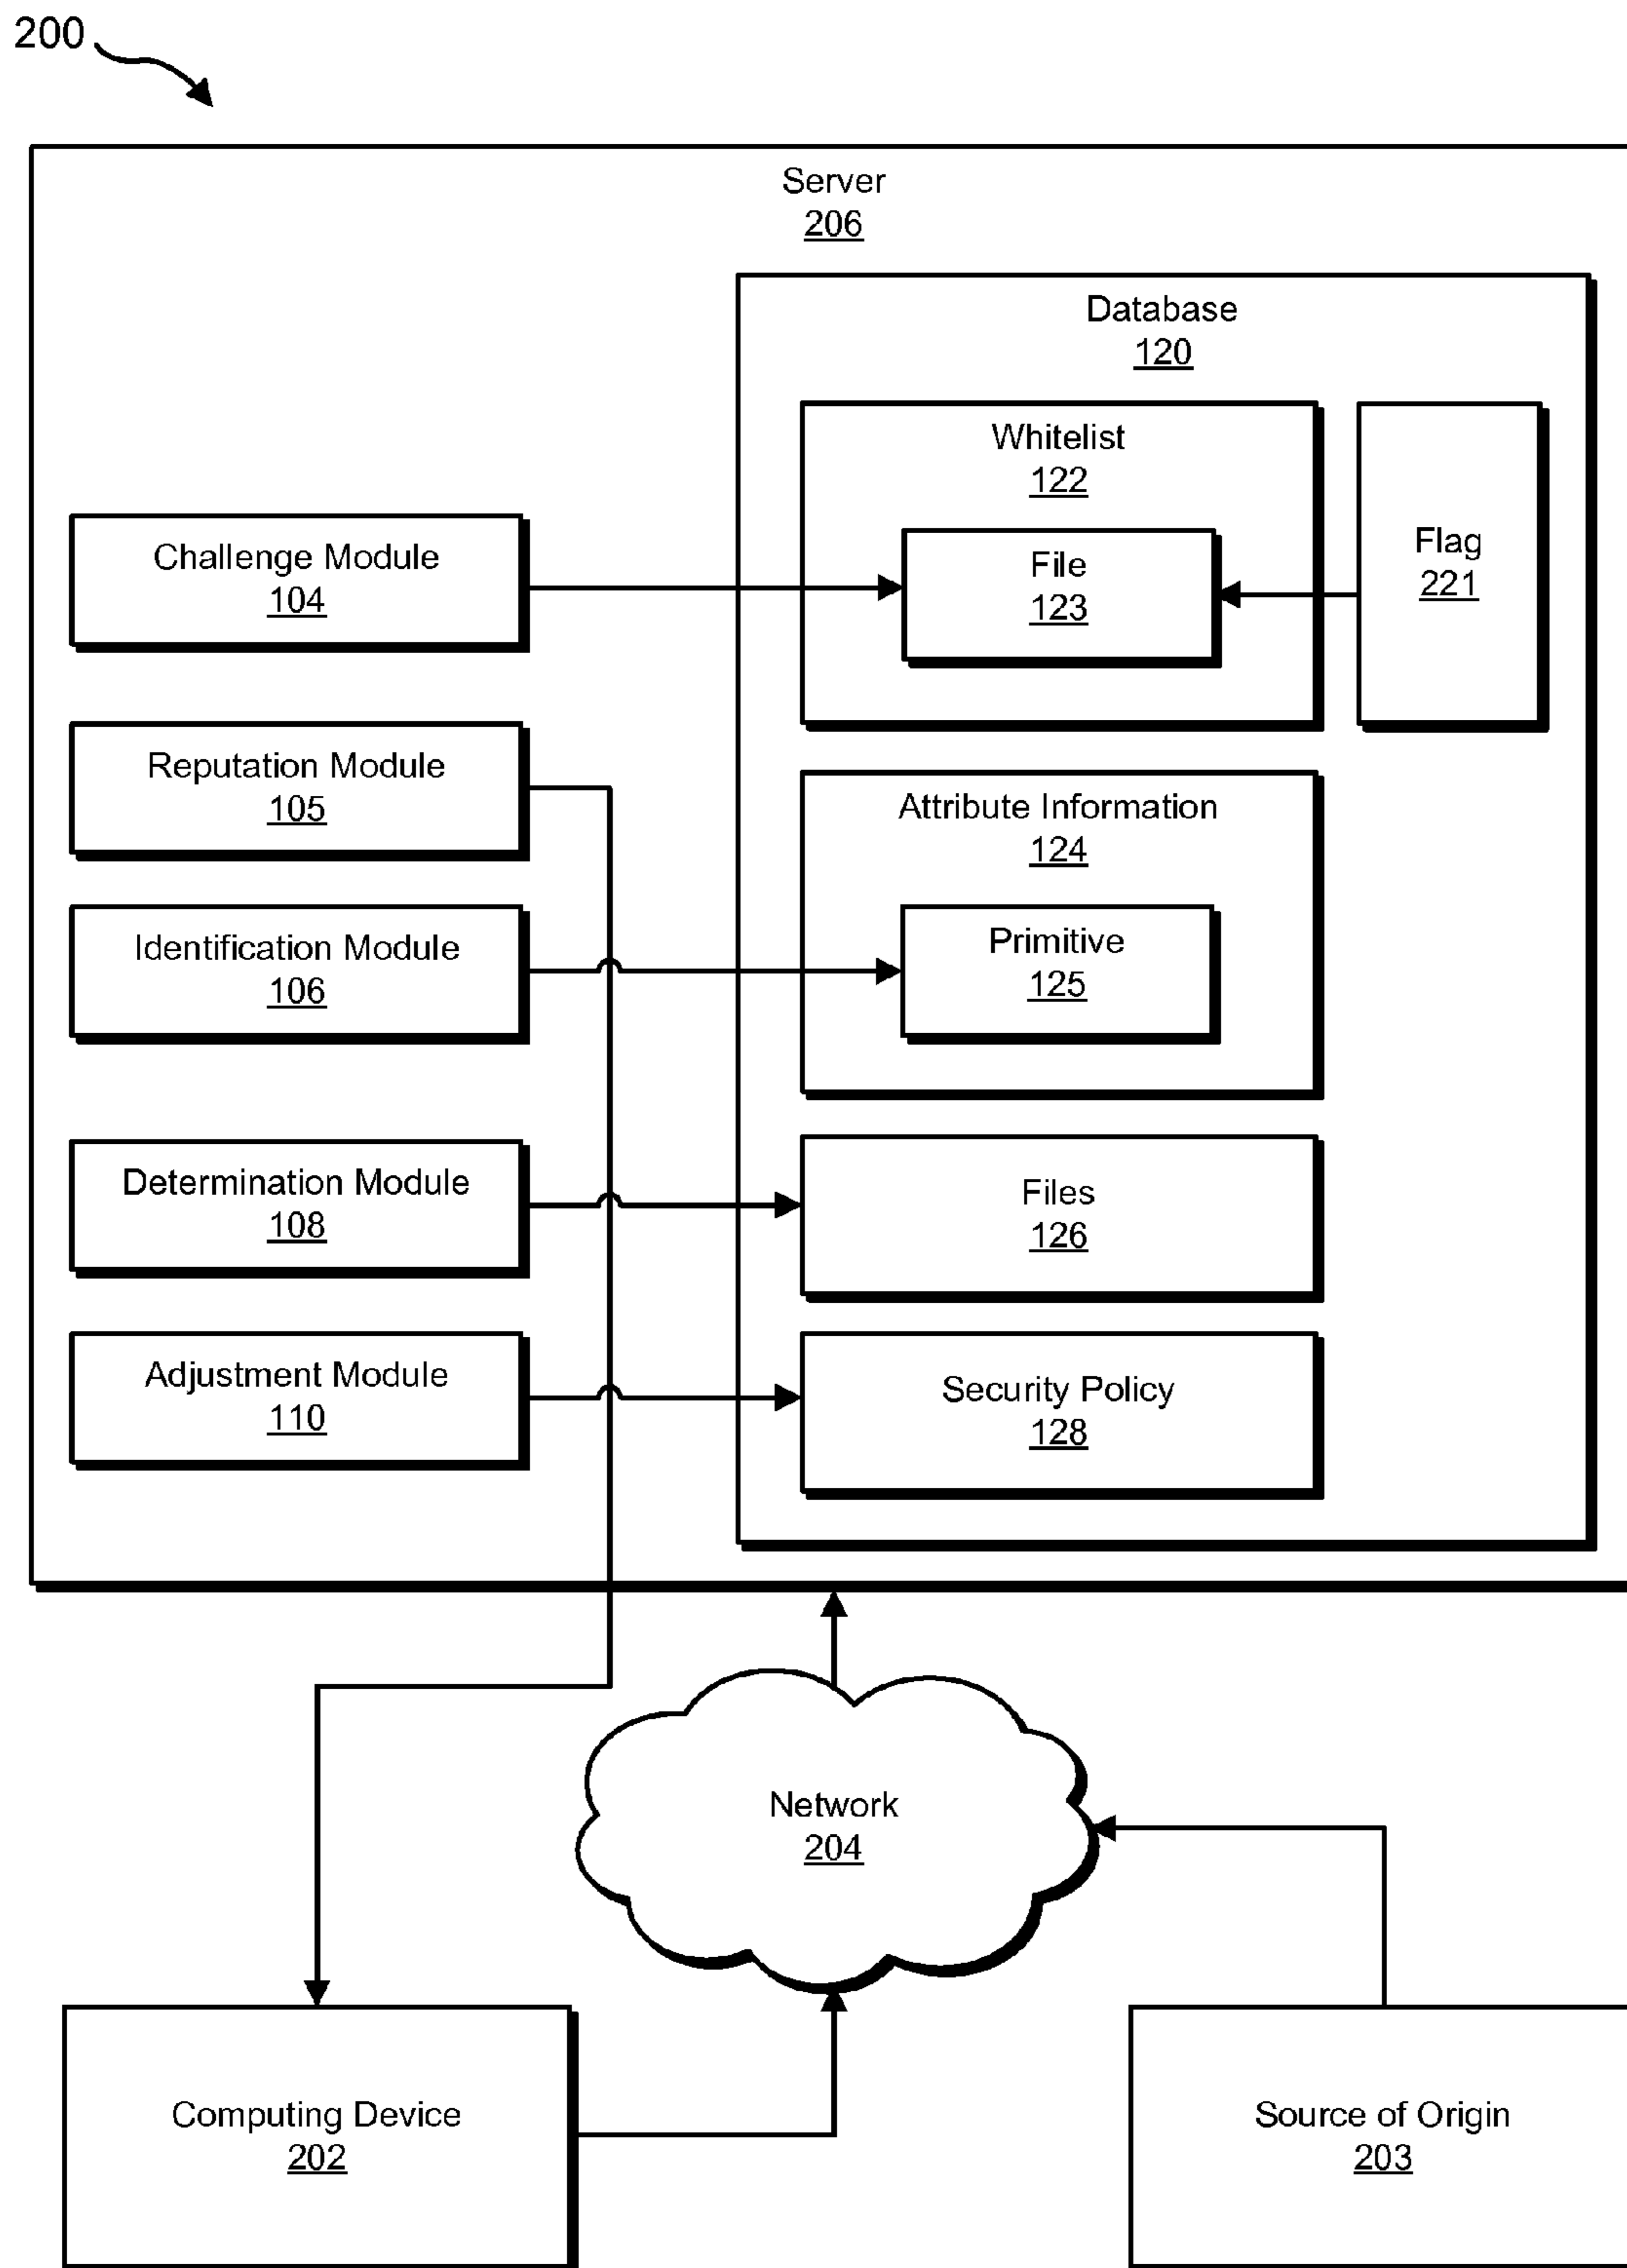 200
Server
206
Database
120
Whitelist
122
File
123
Flag
221
Challenge Module
104
Reputation Module
105
Attribute Information
124
Primitive
125
Identification Module
106
Determination Module
108
Files
126
Adjustment Module
110
Security Policy
128
Network
204
Computing Device
202
Source of Origin
203